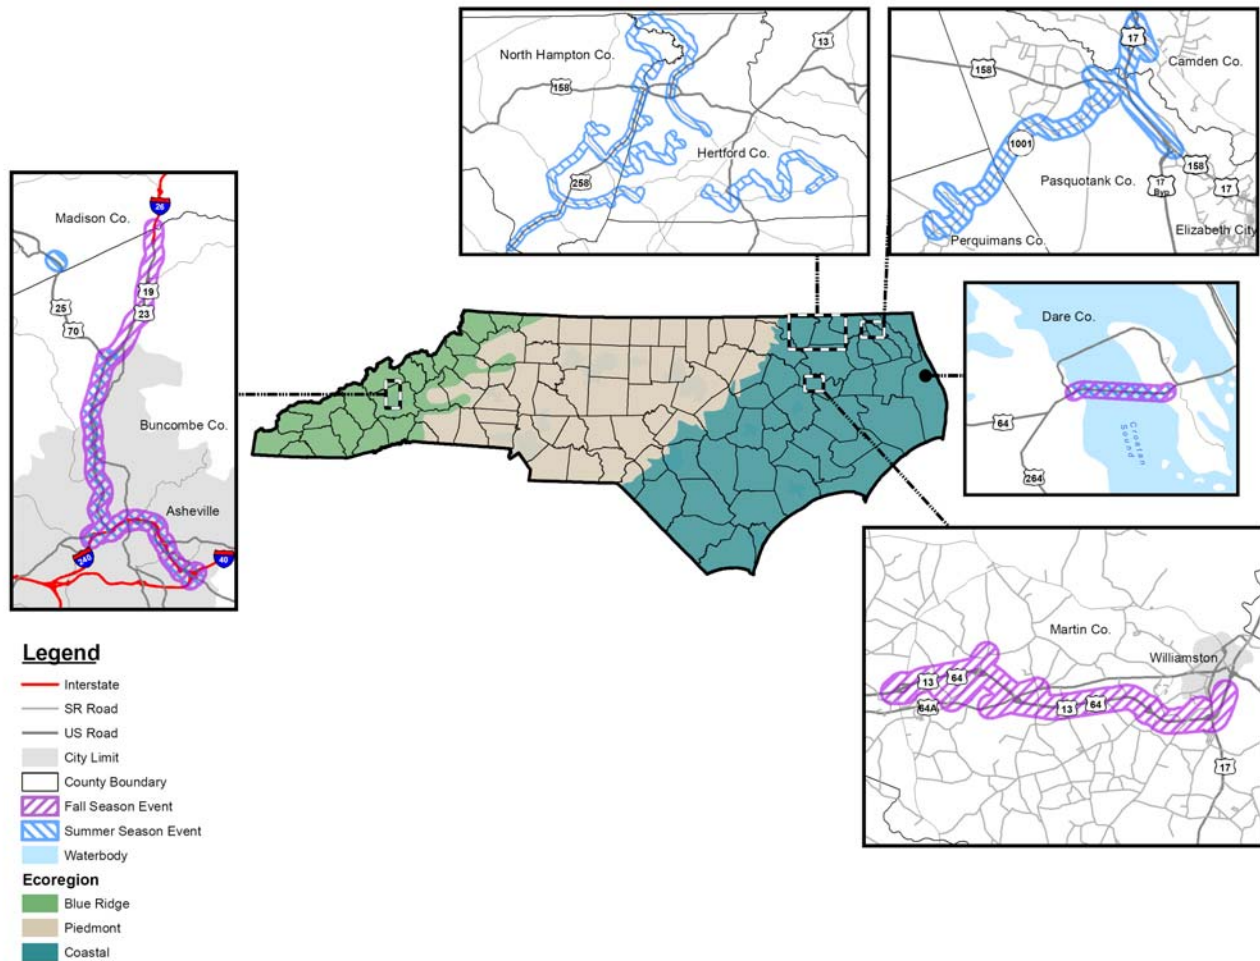 North Hampton Co.
13
158
Hertford Co.
258
17
158
Camden Co.
1001
Pasquotank Co.
158
17
Byp
17
Elizabeth City
Perquimans Co.
Madison Co.
26
19
23
25
70
Buncombe Co.
Asheville
240
40
Dare Co.
64
Croatan
Sound
264
Martin Co.
Williamston
13
64
64A
13
64
17
Legend
Interstate
SR Road
US Road
City Limit
County Boundary
Fall Season Event
Summer Season Event
Waterbody
Ecoregion
Blue Ridge
Piedmont
Coastal